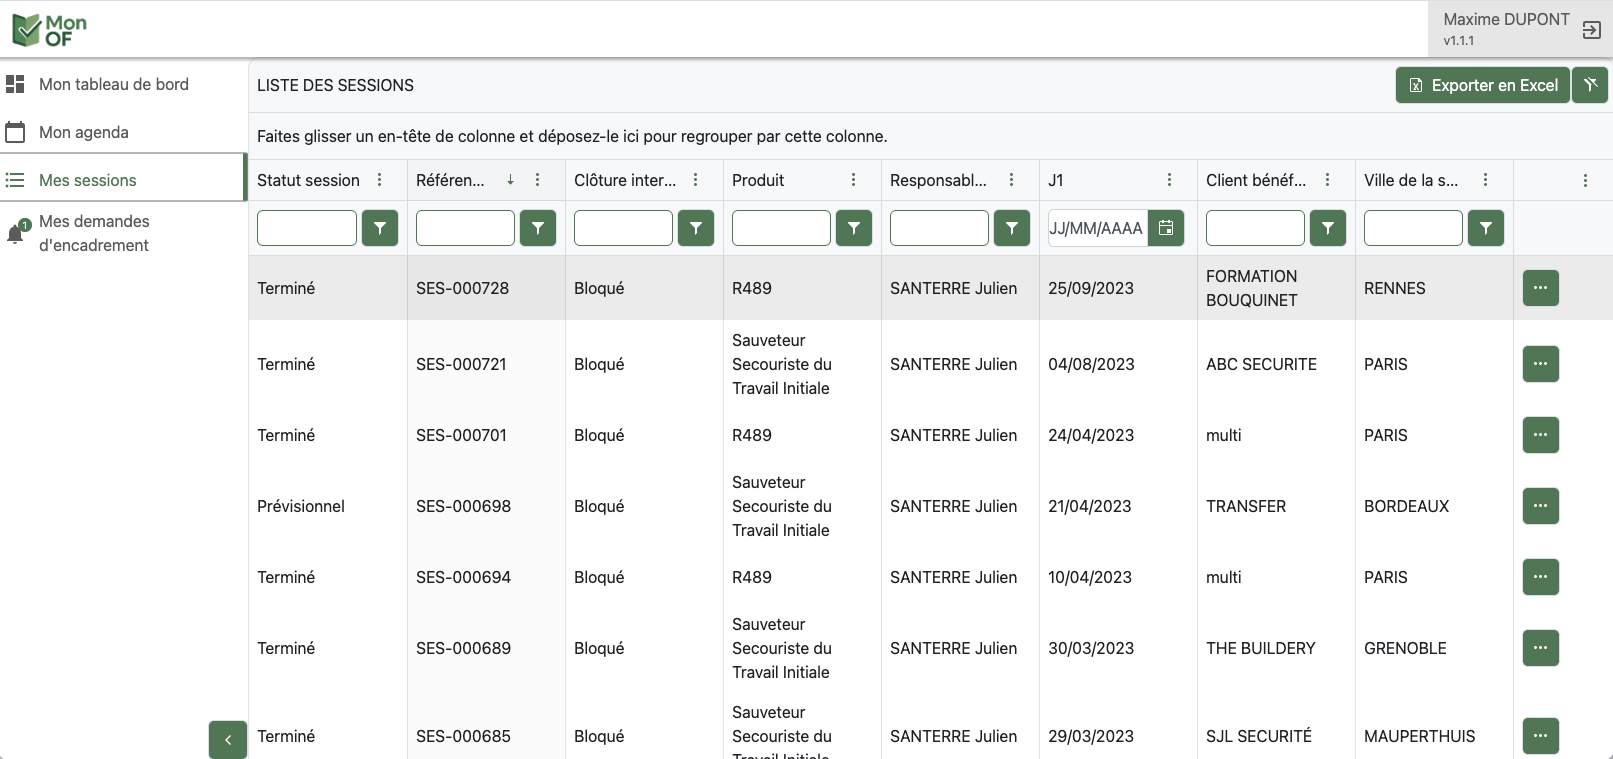 Mon
OF
Maxime DUPONT
v1.1.1
Mon tableau de bord
Mon agenda
Mes sessions
1
Mes demandes
d'encadrement
LISTE DES SESSIONS
Exporter en Excel
Faites glisser un en-tête de colonne et déposez-le ici pour regrouper par cette colonne.
Statut session
Référen...
Clôture inter...
Produit
Responsabl...
J1
Client bénéf...
Ville de la s...
JJ/MM/AAAA
Terminé
SES-000728
Bloqué
R489
SANTERRE Julien
25/09/2023
FORMATION
BOUQUINET
RENNES
Terminé
SES-000721
Bloqué
Sauveteur
Secouriste du
Travail Initiale
SANTERRE Julien
04/08/2023
ABC SECURITE
PARIS
Terminé
SES-000701
Bloqué
R489
SANTERRE Julien
24/04/2023
multi
PARIS
Prévisionnel
SES-000698
Bloqué
Sauveteur
Secouriste du
Travail Initiale
SANTERRE Julien
21/04/2023
TRANSFER
BORDEAUX
Terminé
SES-000694
Bloqué
R489
SANTERRE Julien
10/04/2023
multi
PARIS
Terminé
SES-000689
Bloqué
Sauveteur
Secouriste du
Travail Initiale
SANTERRE Julien
30/03/2023
THE BUILDERY
GRENOBLE
Terminé
SES-000685
Bloqué
Sauveteur
Secouriste du
Travail Initiale
SANTERRE Julien
29/03/2023
SJL SECURITÉ
MAUPERTHUIS